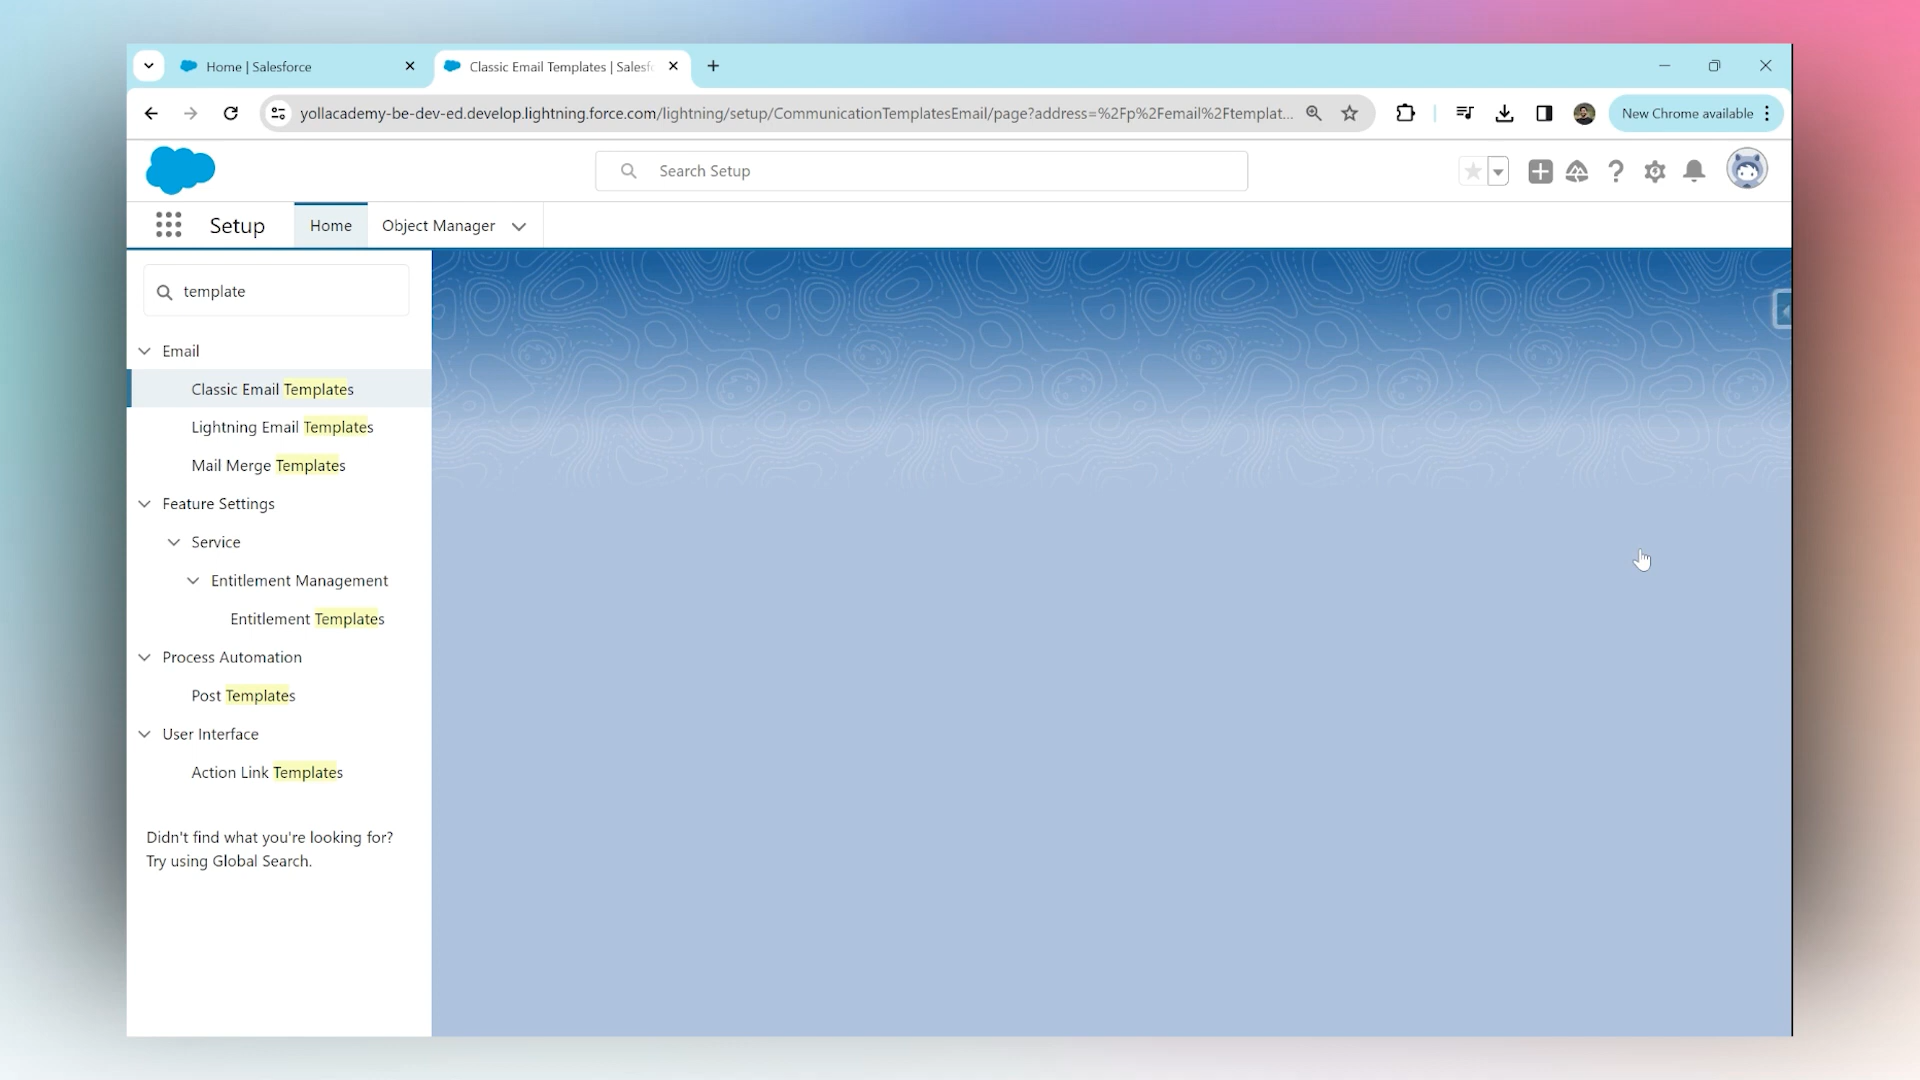 Home | Salesforce
Classic Email Templates | Salesf
yollacademy-be-dev-ed.develop.lightning.force.com/lightning/setup/CommunicationTemplatesEmail/page?address=%2Fp%2Femail%2Ftemplat...
New Chrome available
Search Setup
Setup
Home
Object Manager
template
Email
Classic Email Templates
Lightning Email Templates
Mail Merge Templates
Feature Settings
Service
Entitlement Management
Entitlement Templates
Process Automation
Post Templates
User Interface
Action Link Templates
Didn't find what you're looking for?
Try using Global Search.